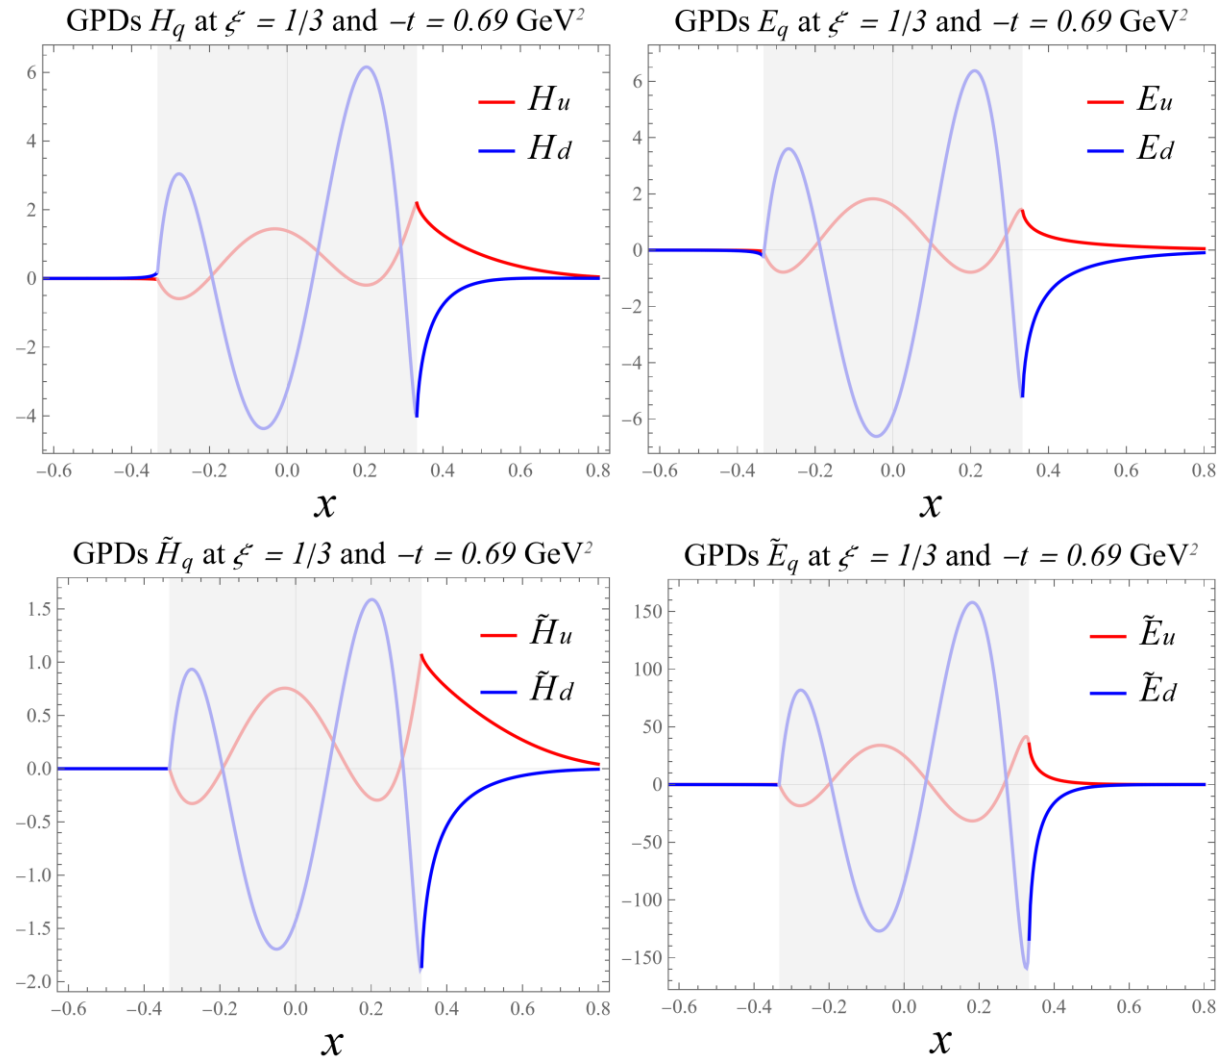 GPDs H_q at ξ = 1/3 and −t = 0.69 GeV²
H_u
H_d
6
4
2
0
−2
−4
−0.6 −0.4 −0.2 0.0 0.2 0.4 0.6 0.8
x
GPDs E_q at ξ = 1/3 and −t = 0.69 GeV²
E_u
E_d
6
4
2
0
−2
−4
−6
−0.6 −0.4 −0.2 0.0 0.2 0.4 0.6 0.8
x
GPDs H̃_q at ξ = 1/3 and −t = 0.69 GeV²
H̃_u
H̃_d
1.5
1.0
0.5
0.0
−0.5
−1.0
−1.5
−2.0
−0.6 −0.4 −0.2 0.0 0.2 0.4 0.6 0.8
x
GPDs Ẽ_q at ξ = 1/3 and −t = 0.69 GeV²
Ẽ_u
Ẽ_d
150
100
50
0
−50
−100
−150
−0.6 −0.4 −0.2 0.0 0.2 0.4 0.6 0.8
x